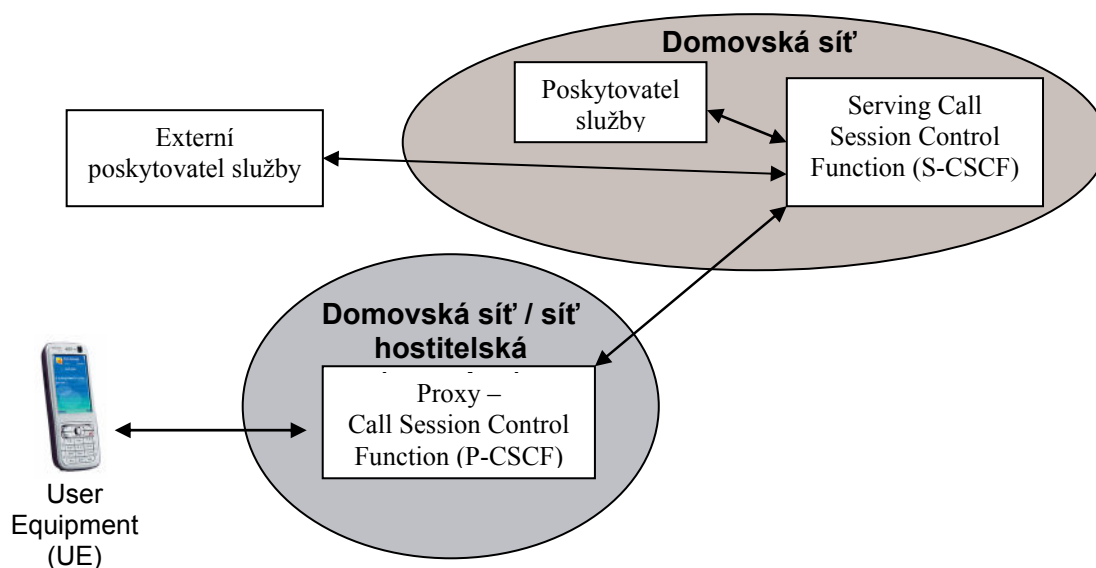 Domovská síť
Poskytovatel
služby
Serving Call
Session Control
Function (S-CSCF)
Externí
poskytovatel služby
Domovská síť / síť
hostitelská
Proxy –
Call Session Control
Function (P-CSCF)
User
Equipment
(UE)